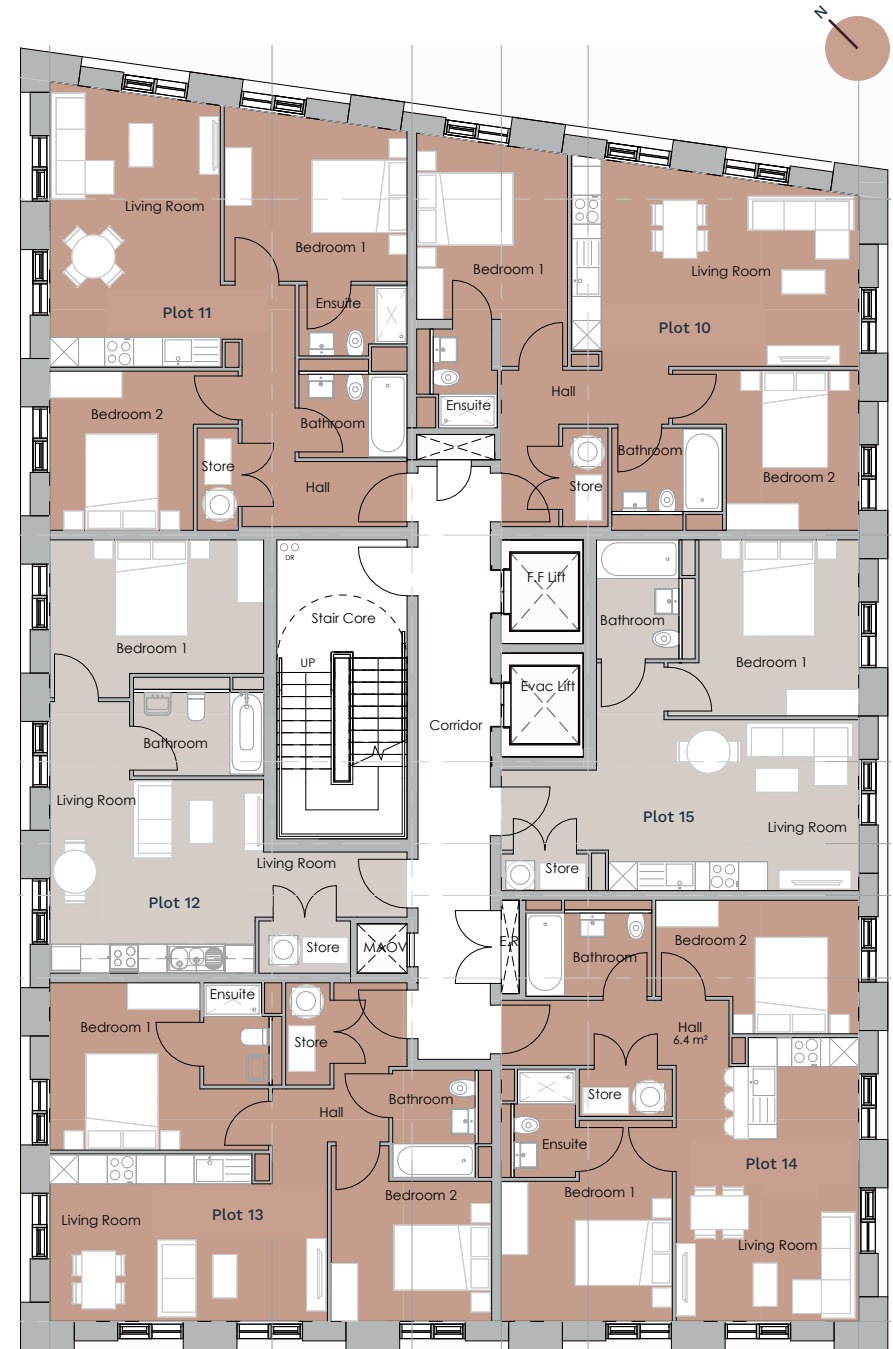 N
Living Room
Bedroom 1
Ensuite
Plot 11
Bedroom 2
Bathroom
Store
Hall
Bedroom 1
Living Room
Plot 10
Hall
Ensuite
Bathroom
Store
Bedroom 2
DR
Stair Core
UP
F.F Lift
Evac Lift
Corridor
Bedroom 1
Bathroom
Living Room
Living Room
Plot 12
Store
MAOV
Bathroom
Bedroom 1
Plot 15
Living Room
Store
E.R
Bathroom
Bedroom 2
Hall
6.4 m²
Store
Ensuite
Bedroom 1
Plot 14
Living Room
Ensuite
Bedroom 1
Store
Hall
Bathroom
Bedroom 2
Living Room
Plot 13